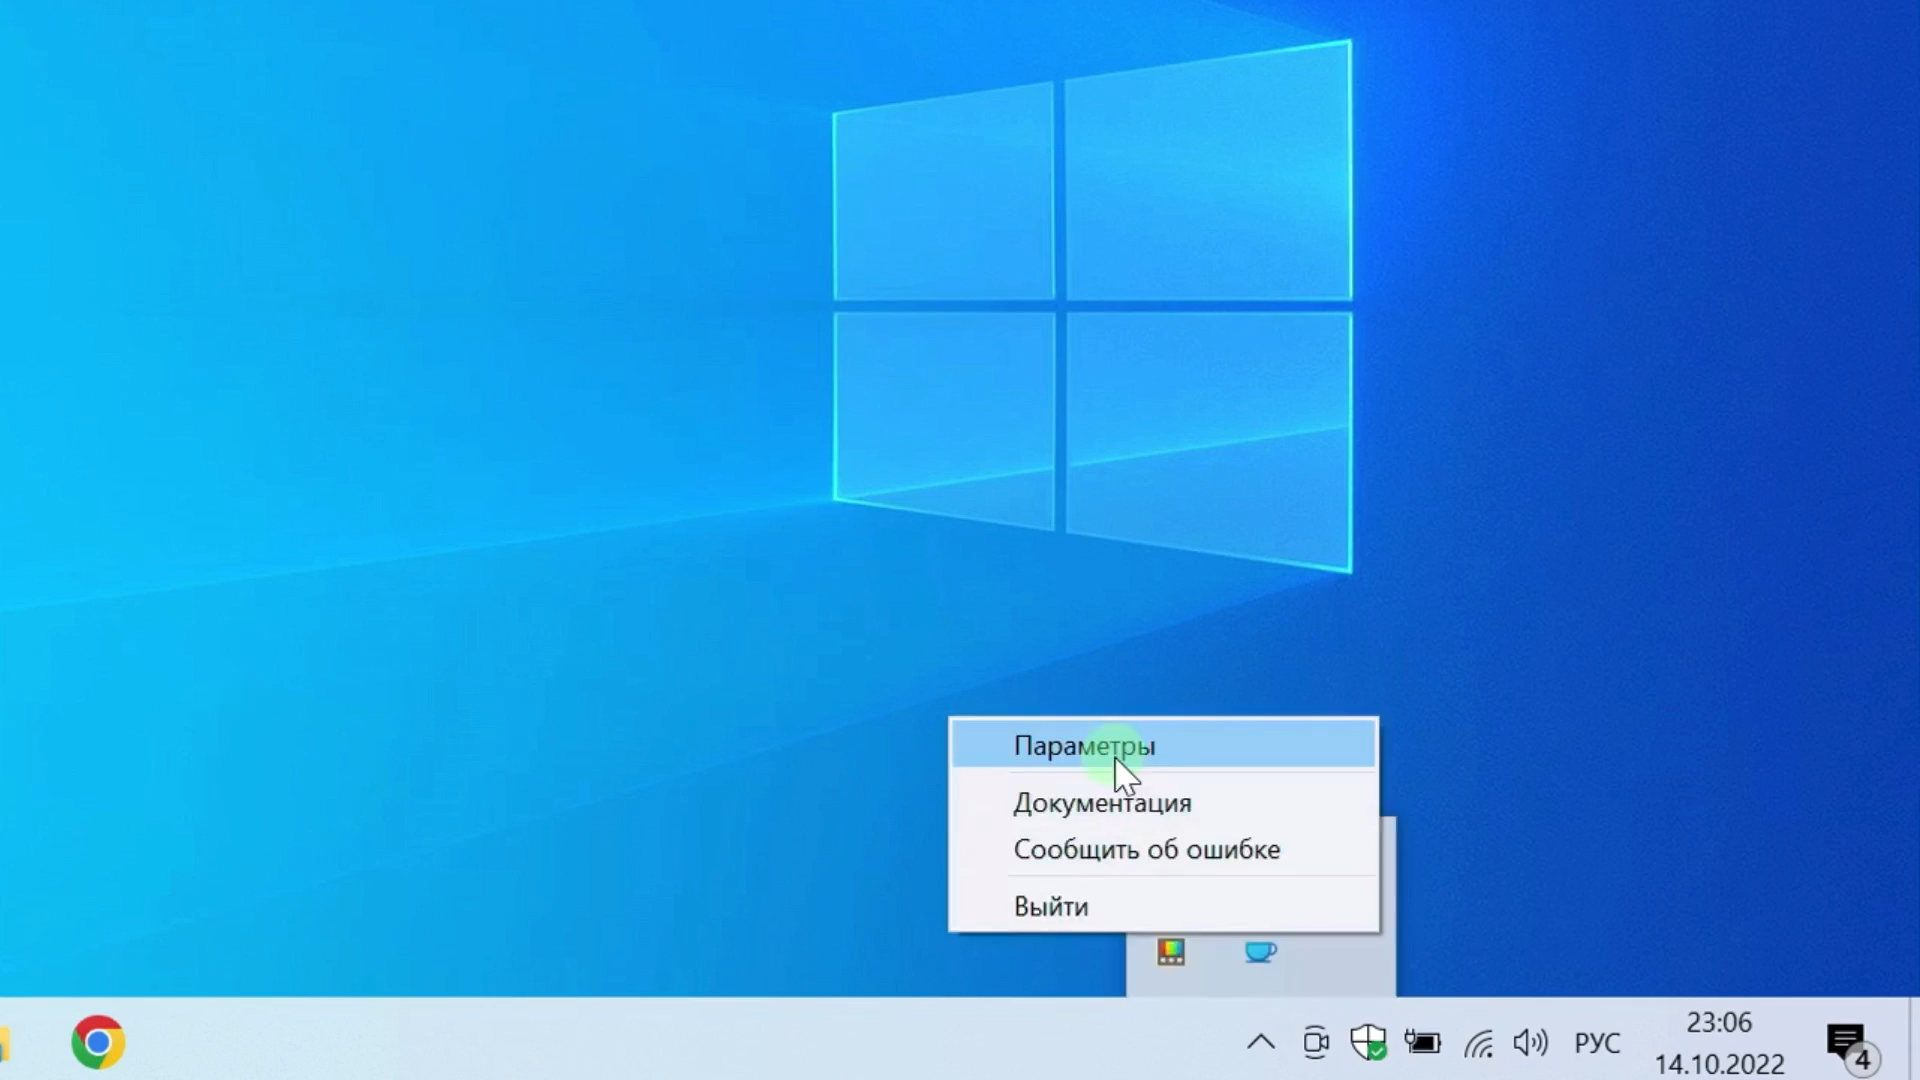 Параметры
Документация
Сообщить об ошибке
Выйти
РУС
23:06
14.10.2022
4